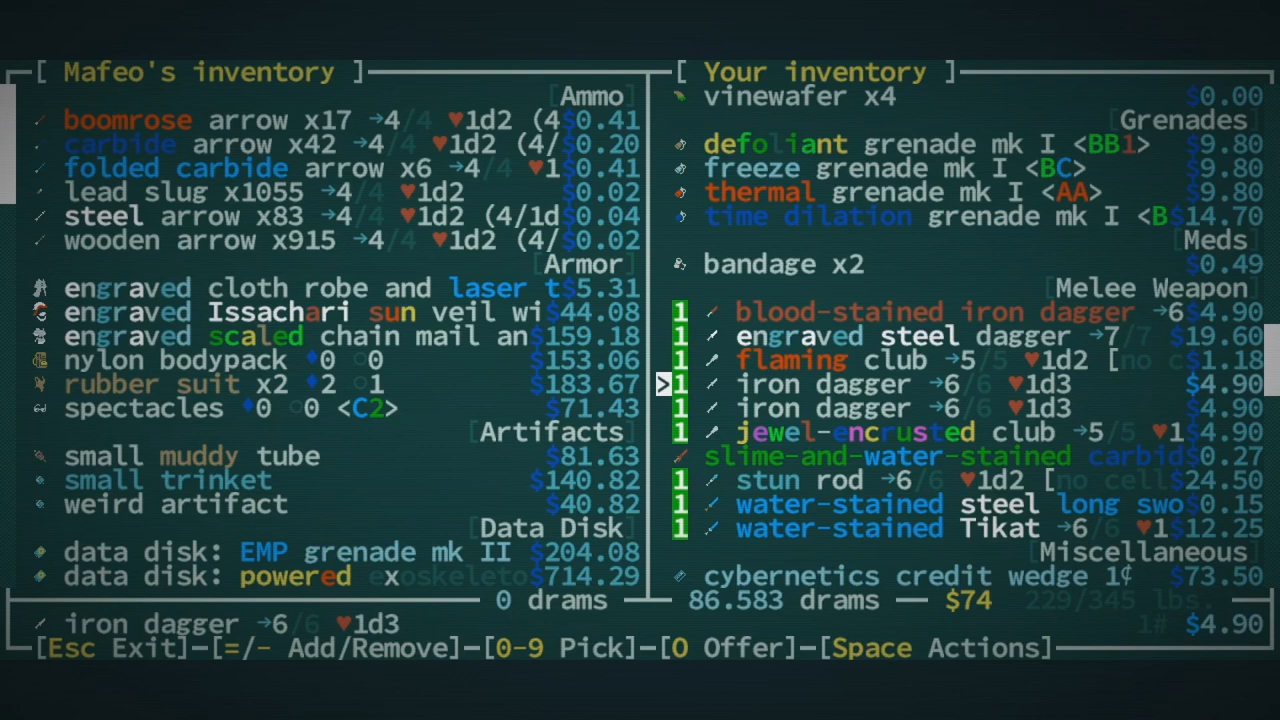 [ Mafeo's inventory ]
[Ammo]
boomrose arrow x17 →4/4 ♥1d2 (4 $0.41
carbide arrow x42 →4/4 ♥1d2 (4/ $0.20
folded carbide arrow x6 →4/4 ♥1 $0.41
lead slug x1055 →4/4 ♥1d2 $0.02
steel arrow x83 →4/4 ♥1d2 (4/1d $0.04
wooden arrow x915 →4/4 ♥1d2 (4/ $0.02
[Armor]
engraved cloth robe and laser t $5.31
engraved Issachari sun veil wi $44.08
engraved scaled chain mail an $159.18
nylon bodypack ♦0 ○0 $153.06
rubber suit x2 ♦2 ○1 $183.67
spectacles ♦0 ○0 <C2> $71.43
[Artifacts]
small muddy tube $81.63
small trinket $140.82
weird artifact $40.82
[Data Disk]
data disk: EMP grenade mk II $204.08
data disk: powered exoskeleto $714.29
0 drams
[ Your inventory ]
vinewafer x4 $0.00
[Grenades]
defoliant grenade mk I <BB1> $9.80
freeze grenade mk I <BC> $9.80
thermal grenade mk I <AA> $9.80
time dilation grenade mk I <B $14.70
[Meds]
bandage x2 $0.49
[Melee Weapon]
1 blood-stained iron dagger →6 $4.90
1 engraved steel dagger →7/7 $19.60
1 flaming club →5/5 ♥1d2 [no c $1.18
>1 iron dagger →6/6 ♥1d3 $4.90
1 iron dagger →6/6 ♥1d3 $4.90
1 jewel-encrusted club →5/5 ♥1 $4.90
slime-and-water-stained carbid $0.27
1 stun rod →6/6 ♥1d2 [no cell $24.50
1 water-stained steel long swo $0.15
1 water-stained Tikat →6/6 ♥1 $12.25
[Miscellaneous]
cybernetics credit wedge 1¢ $73.50
86.583 drams — $74 229/345 lbs.
iron dagger →6/6 ♥1d3 1# $4.90
[Esc Exit]-[=/- Add/Remove]-[0-9 Pick]-[O Offer]-[Space Actions]